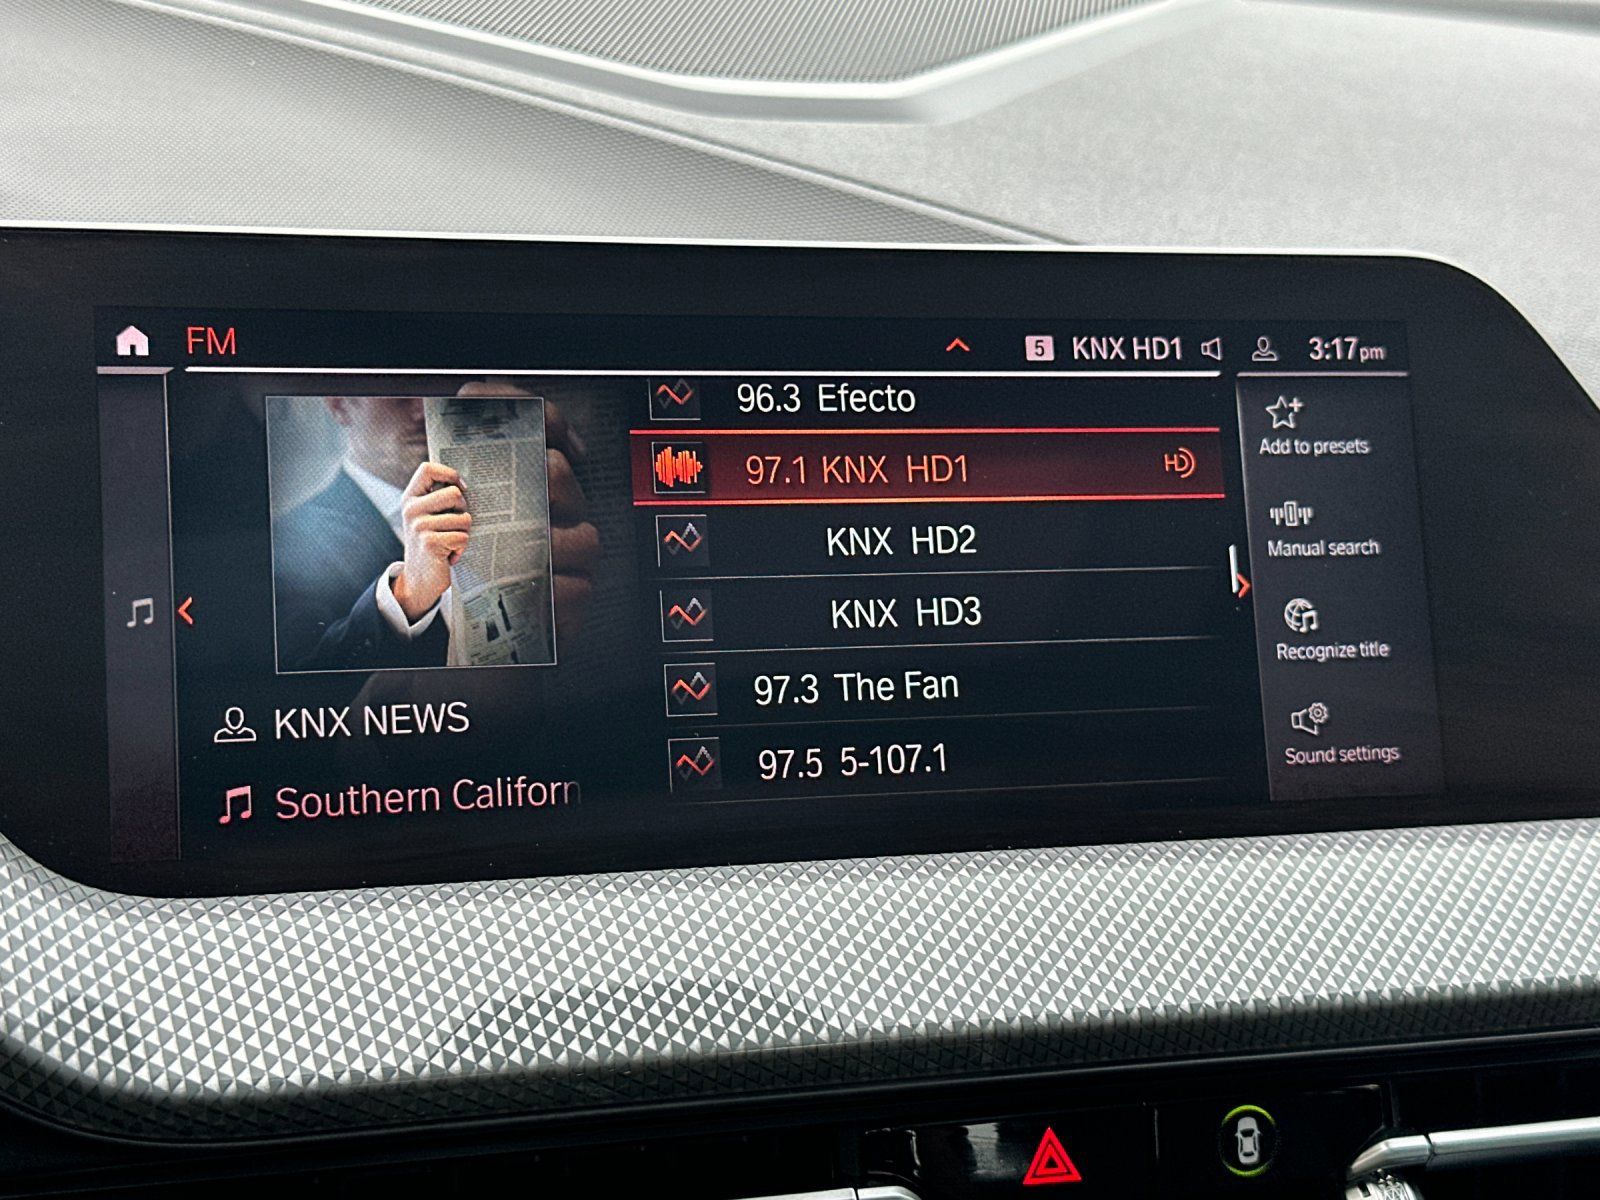 FM
5 KNX HD1 3:17 pm
96.3 Efecto
97.1 KNX HD1 HD
KNX HD2
KNX HD3
97.3 The Fan
97.5 5-107.1
KNX NEWS
Southern Californ
Add to presets
Manual search
Recognize title
Sound settings